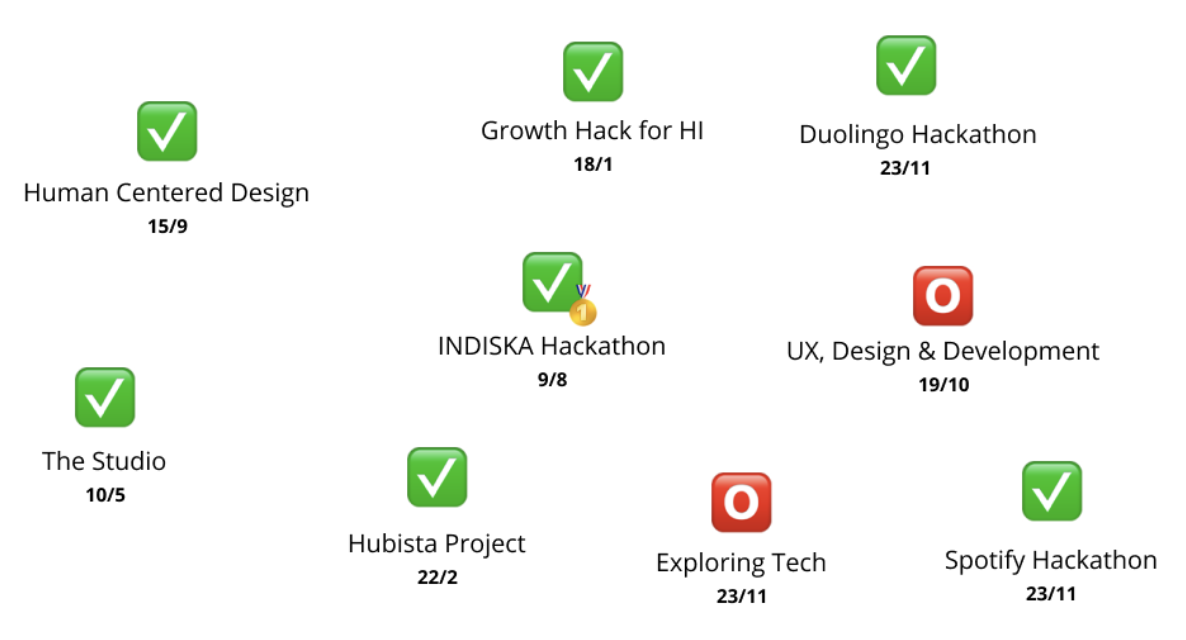 Growth Hack for HI
18/1
Duolingo Hackathon
23/11
Human Centered Design
15/9
1
INDISKA Hackathon
9/8
O
UX, Design & Development
19/10
The Studio
10/5
Hubista Project
22/2
O
Exploring Tech
23/11
Spotify Hackathon
23/11